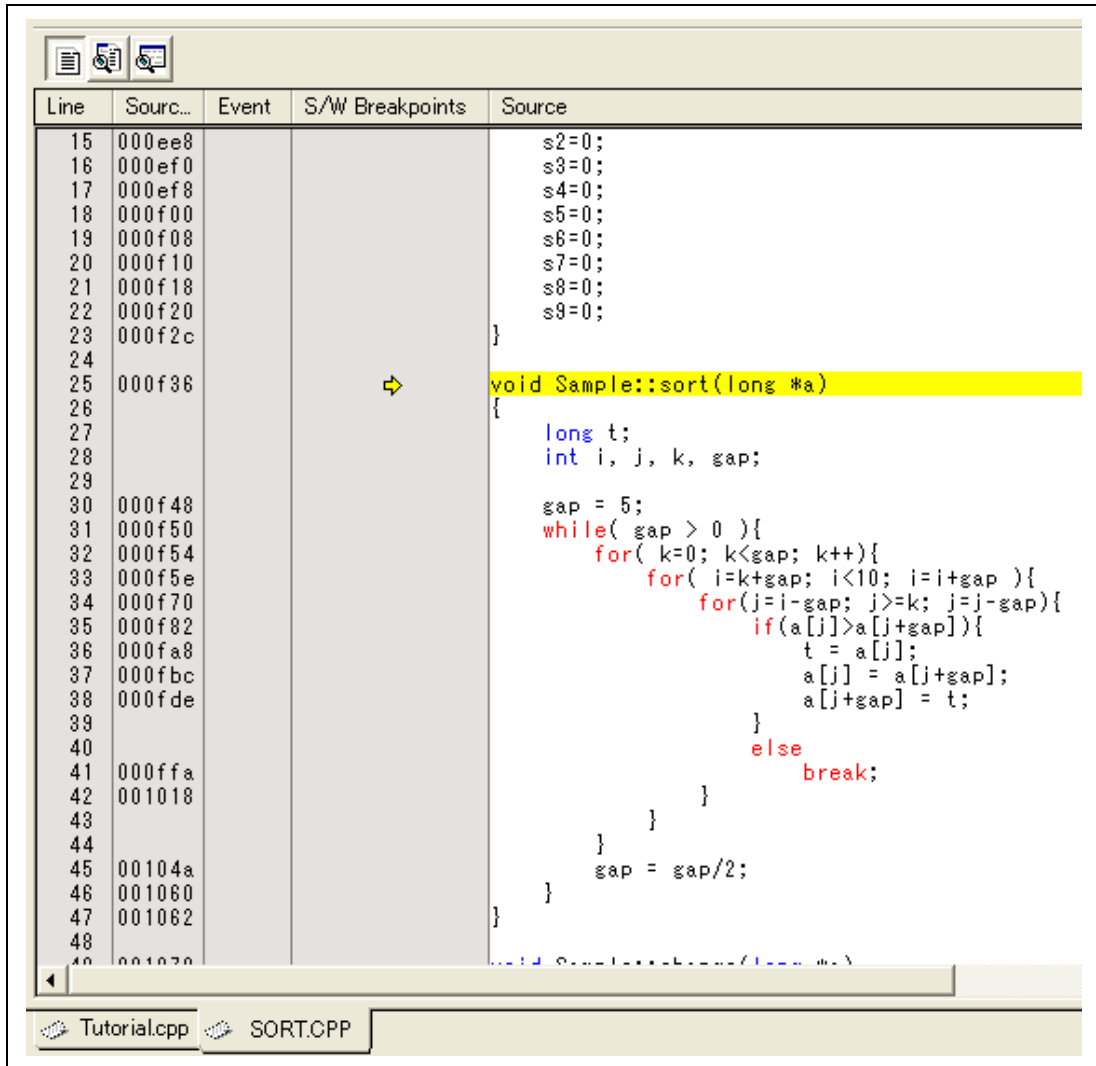 Line Sourc... Event S/W Breakpoints Source
15 000ee8 s2=0;
16 000ef0 s3=0;
17 000ef8 s4=0;
18 000f00 s5=0;
19 000f08 s6=0;
20 000f10 s7=0;
21 000f18 s8=0;
22 000f20 s9=0;
23 000f2c }
24
25 000f36 void Sample::sort(long *a)
26 {
27 long t;
28 int i, j, k, gap;
29
30 000f48 gap = 5;
31 000f50 while( gap > 0 ){
32 000f54 for( k=0; k<gap; k++){
33 000f5e for( i=k+gap; i<10; i=i+gap ){
34 000f70 for(j=i-gap; j>=k; j=j-gap){
35 000f82 if(a[j]>a[j+gap]){
36 000fa8 t = a[j];
37 000fbc a[j] = a[j+gap];
38 000fde a[j+gap] = t;
39 }
40 else
41 000ffa break;
42 001018 }
43 }
44 }
45 00104a gap = gap/2;
46 001060 }
47 001062 }
48
49 001070 void Sample::change(long *a)
Tutorial.cpp SORT.CPP